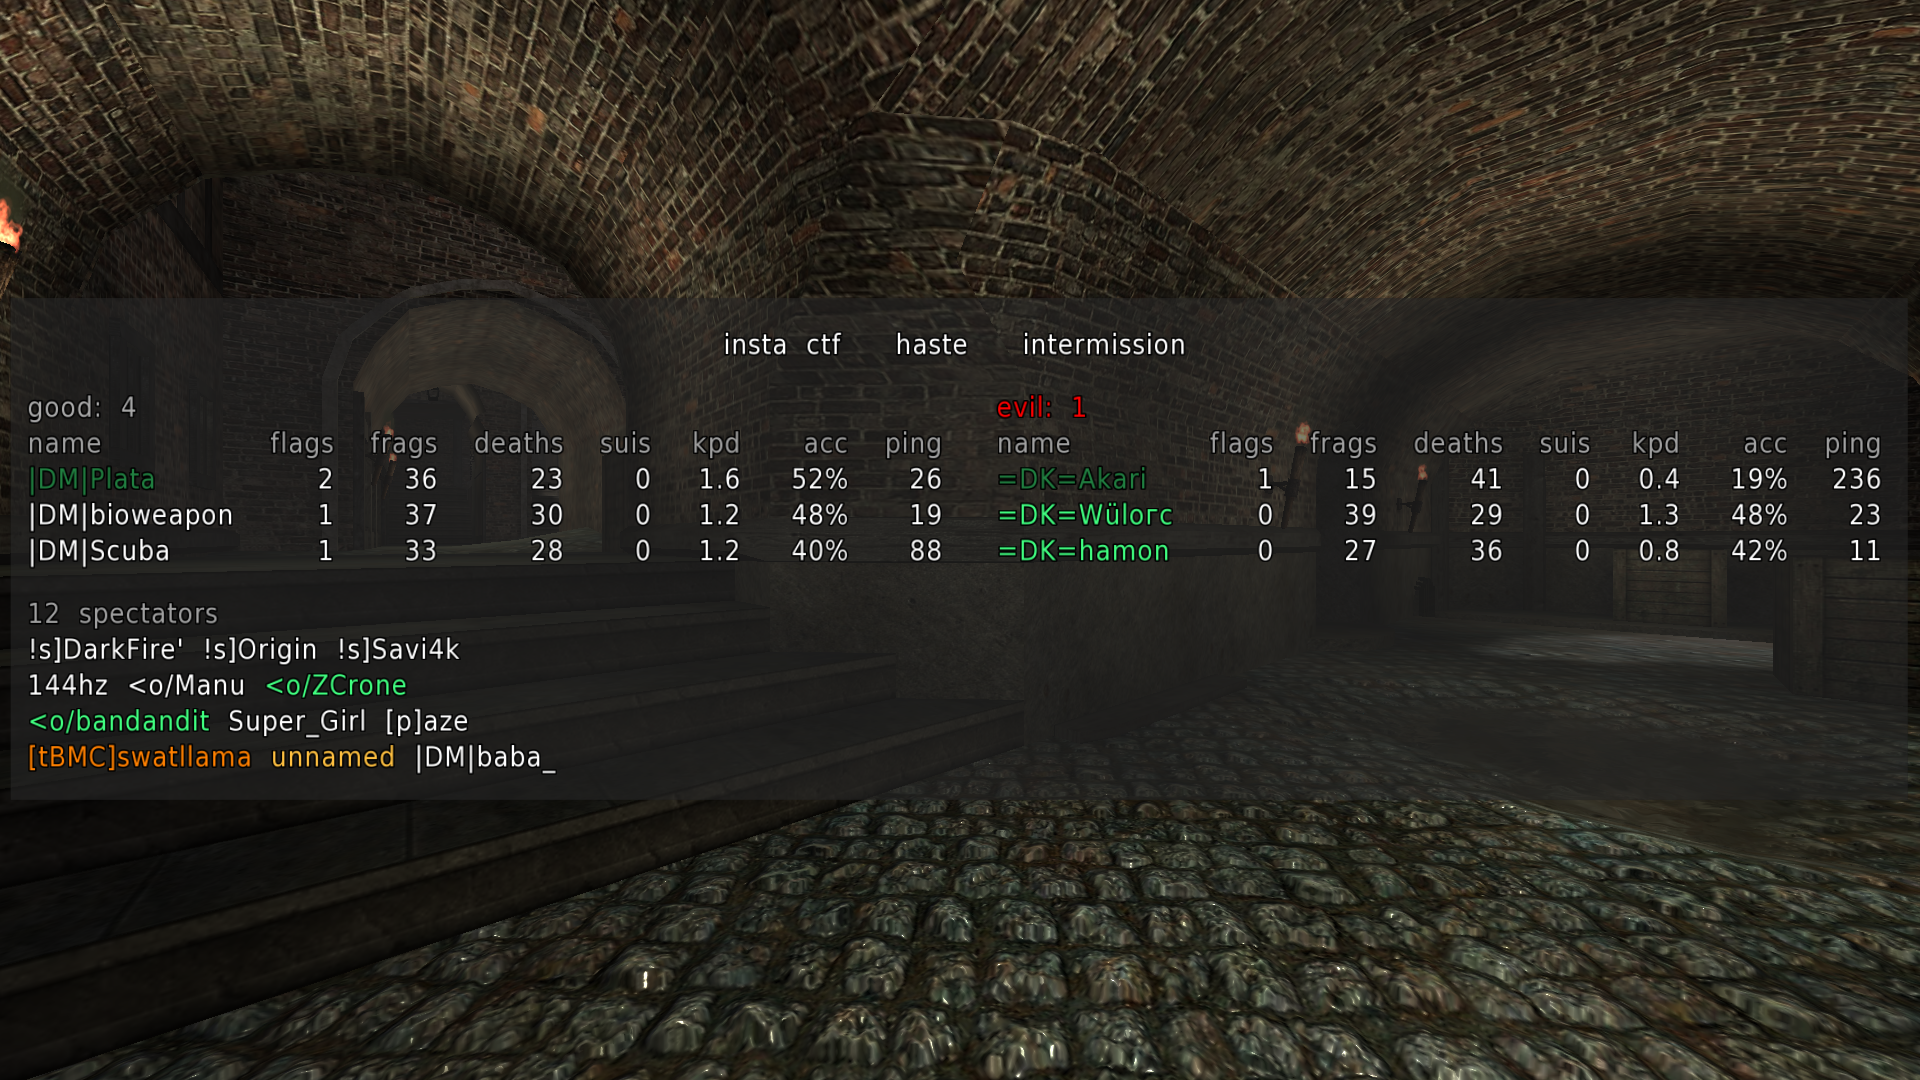 insta ctf haste intermission
good: 4
name flags frags deaths suis kpd acc ping
|DM|Plata 2 36 23 0 1.6 52% 26
|DM|bioweapon 1 37 30 0 1.2 48% 19
|DM|Scuba 1 33 28 0 1.2 40% 88
evil: 1
name flags frags deaths suis kpd acc ping
=DK=Akari 1 15 41 0 0.4 19% 236
=DK=Wülorc 0 39 29 0 1.3 48% 23
=DK=hamon 0 27 36 0 0.8 42% 11
12 spectators
!s]DarkFire' !s]Origin !s]Savi4k
144hz <o/Manu <o/ZCrone
<o/bandandit Super_Girl [p]aze
[tBMC]swatllama unnamed |DM|baba_